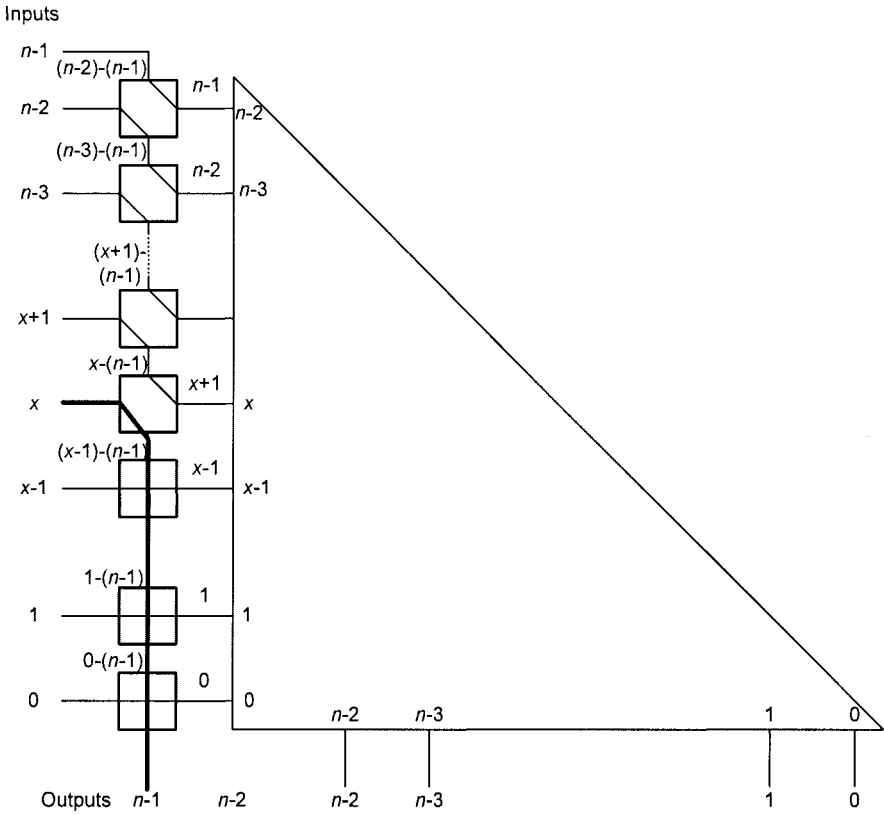 Inputs
n-1
(n-2)-(n-1)
n-1
n-2
n-2
(n-3)-(n-1)
n-2
n-3
n-3
(x+1)-
(n-1)
x+1
x-(n-1)
x+1
x
x
(x-1)-(n-1)
x-1
x-1
x-1
1-(n-1)
1
1
1
0-(n-1)
0
0
0
n-2 n-3 1 0
Outputs n-1 n-2 n-2 n-3 1 0